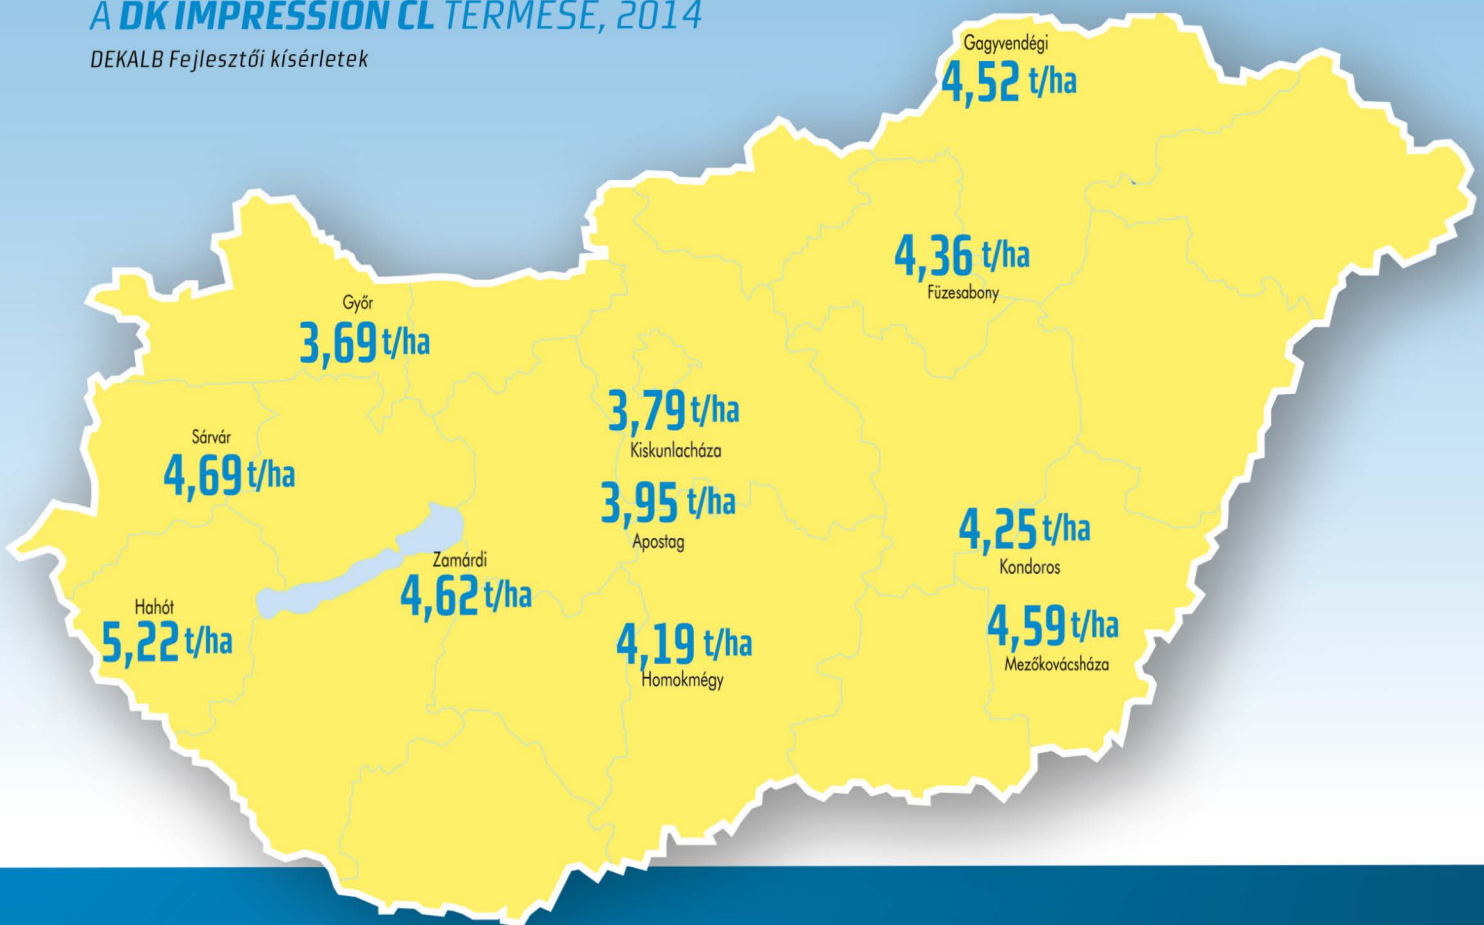 A DK IMPRESSION CL TERMÉSE, 2014
DEKALB Fejlesztői kísérletek
Gagyvendégi
4,52 t/ha
4,36 t/ha
Füzesabony
Győr
3,69 t/ha
3,79 t/ha
Kiskunlacháza
Sárvár
4,69 t/ha
3,95 t/ha
Apostag
4,25 t/ha
Kondoros
Zamárdi
4,62 t/ha
Hahót
5,22 t/ha
4,19 t/ha
Homokmégy
4,59 t/ha
Mezőkovácsháza